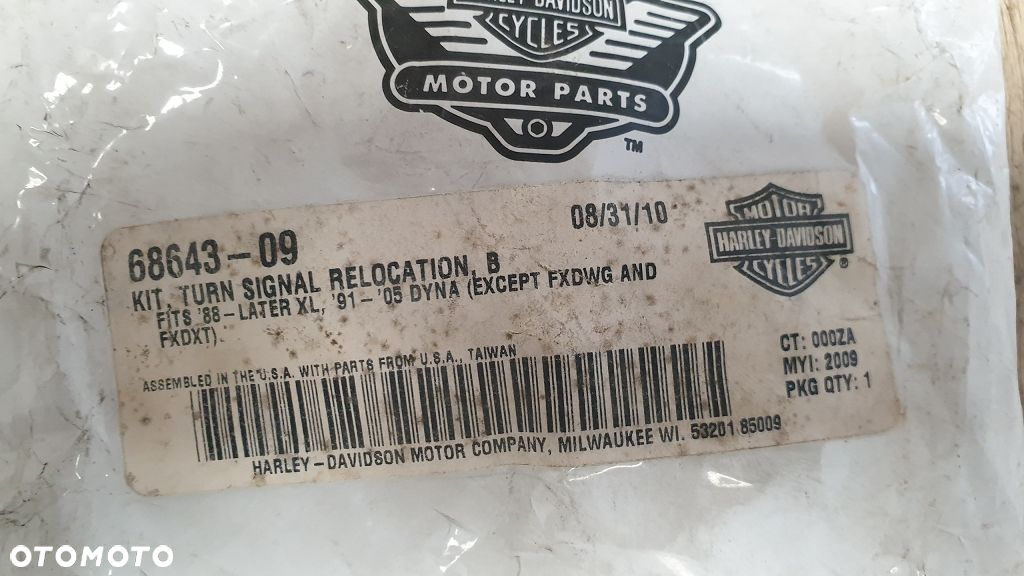 HARLEY-DAVIDSON
CYCLES
MOTOR PARTS
TM
68643-09
08/31/10
KIT, TURN SIGNAL RELOCATION, B
FITS '88-LATER XL, '91-'05 DYNA (EXCEPT FXDWG AND
FXDXT).
MOTOR
HARLEY-DAVIDSON
CYCLES
®
ASSEMBLED IN THE U.S.A. WITH PARTS FROM U.S.A., TAIWAN
CT: 000ZA
MYI: 2009
PKG QTY: 1
HARLEY-DAVIDSON MOTOR COMPANY, MILWAUKEE WI. 53201 85009
OTOMOTO